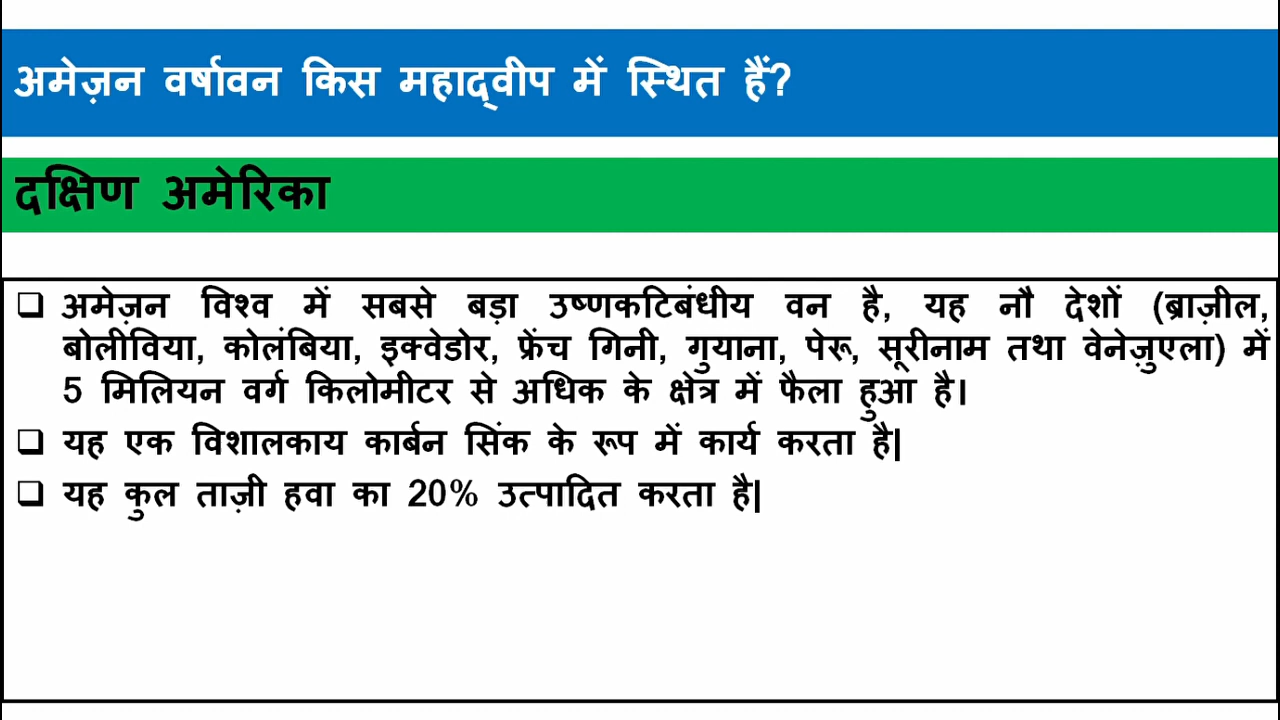 अमेज़न वर्षावन किस महाद्वीप में स्थित हैं?
दक्षिण अमेरिका
❑ अमेज़न विश्व में सबसे बड़ा उष्णकटिबंधीय वन है, यह नौ देशों (ब्राज़ील,
बोलीविया, कोलंबिया, इक्वेडोर, फ्रेंच गिनी, गुयाना, पेरू, सूरीनाम तथा वेनेज़ुएला) में
5 मिलियन वर्ग किलोमीटर से अधिक के क्षेत्र में फैला हुआ है।
❑ यह एक विशालकाय कार्बन सिंक के रूप में कार्य करता है|
❑ यह कुल ताज़ी हवा का 20% उत्पादित करता है|